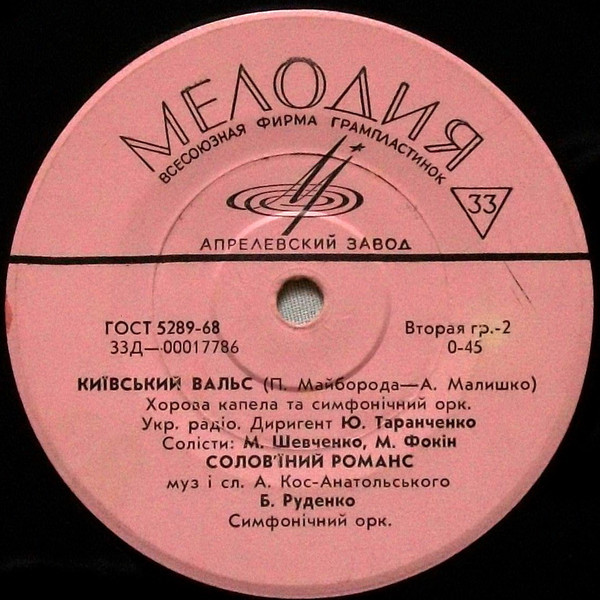 МЕЛОДИЯ
ВСЕСОЮЗНАЯ ФИРМА ГРАМПЛАСТИНОК
33
АПРЕЛЕВСКИЙ ЗАВОД
ГОСТ 5289-68 Вторая гр.-2
33Д—00017786 0-45
КИЇВСЬКИЙ ВАЛЬС (П. Майборода—А. Малишко)
Хорова капела та симфонічний орк.
Укр. радіо. Диригент Ю. Таранченко
Солісти: М. Шевченко, М. Фокін
СОЛОВ'ЇНИЙ РОМАНС
муз і сл. А. Кос-Анатольського
Б. Руденко
Симфонічний орк.